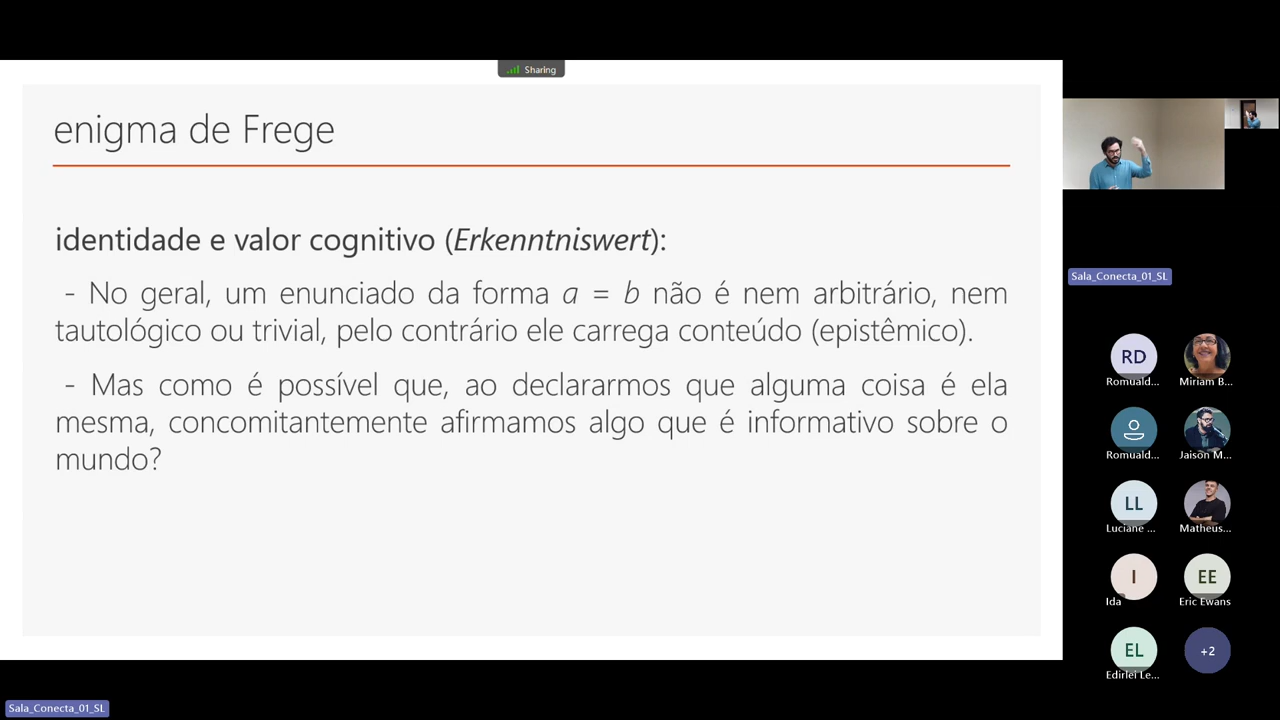 Sharing
enigma de Frege
identidade e valor cognitivo (Erkenntniswert):
- No geral, um enunciado da forma a = b não é nem arbitrário, nem
tautológico ou trivial, pelo contrário ele carrega conteúdo (epistêmico).
- Mas como é possível que, ao declararmos que alguma coisa é ela
mesma, concomitantemente afirmamos algo que é informativo sobre o
mundo?
Sala_Conecta_01_SL
RD
Romuald...
Miriam B...
Romuald...
Jaison M...
LL
Luciane ...
Matheus...
I
Ida
EE
Eric Ewans
EL
Edirlei Le...
+2
Sala_Conecta_01_SL